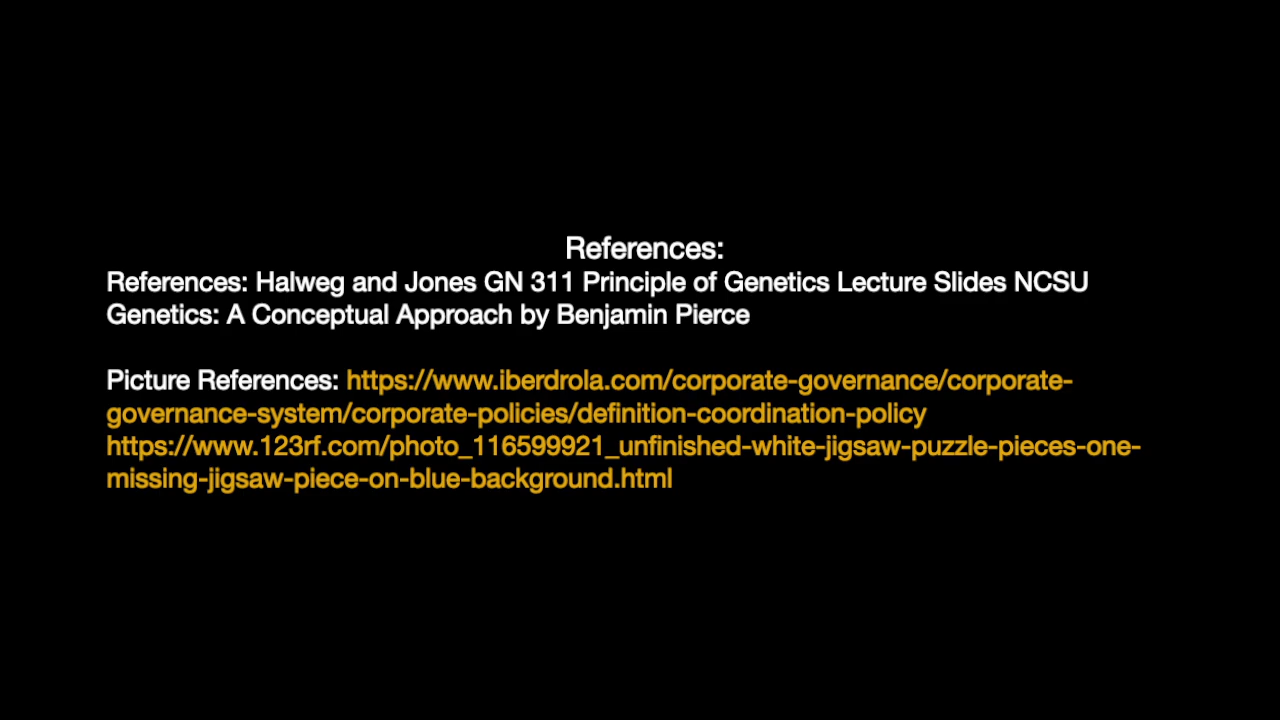 References:
References: Halweg and Jones GN 311 Principle of Genetics Lecture Slides NCSU
Genetics: A Conceptual Approach by Benjamin Pierce
Picture References: https://www.iberdrola.com/corporate-governance/corporate-
governance-system/corporate-policies/definition-coordination-policy
https://www.123rf.com/photo_116599921_unfinished-white-jigsaw-puzzle-pieces-one-
missing-jigsaw-piece-on-blue-background.html